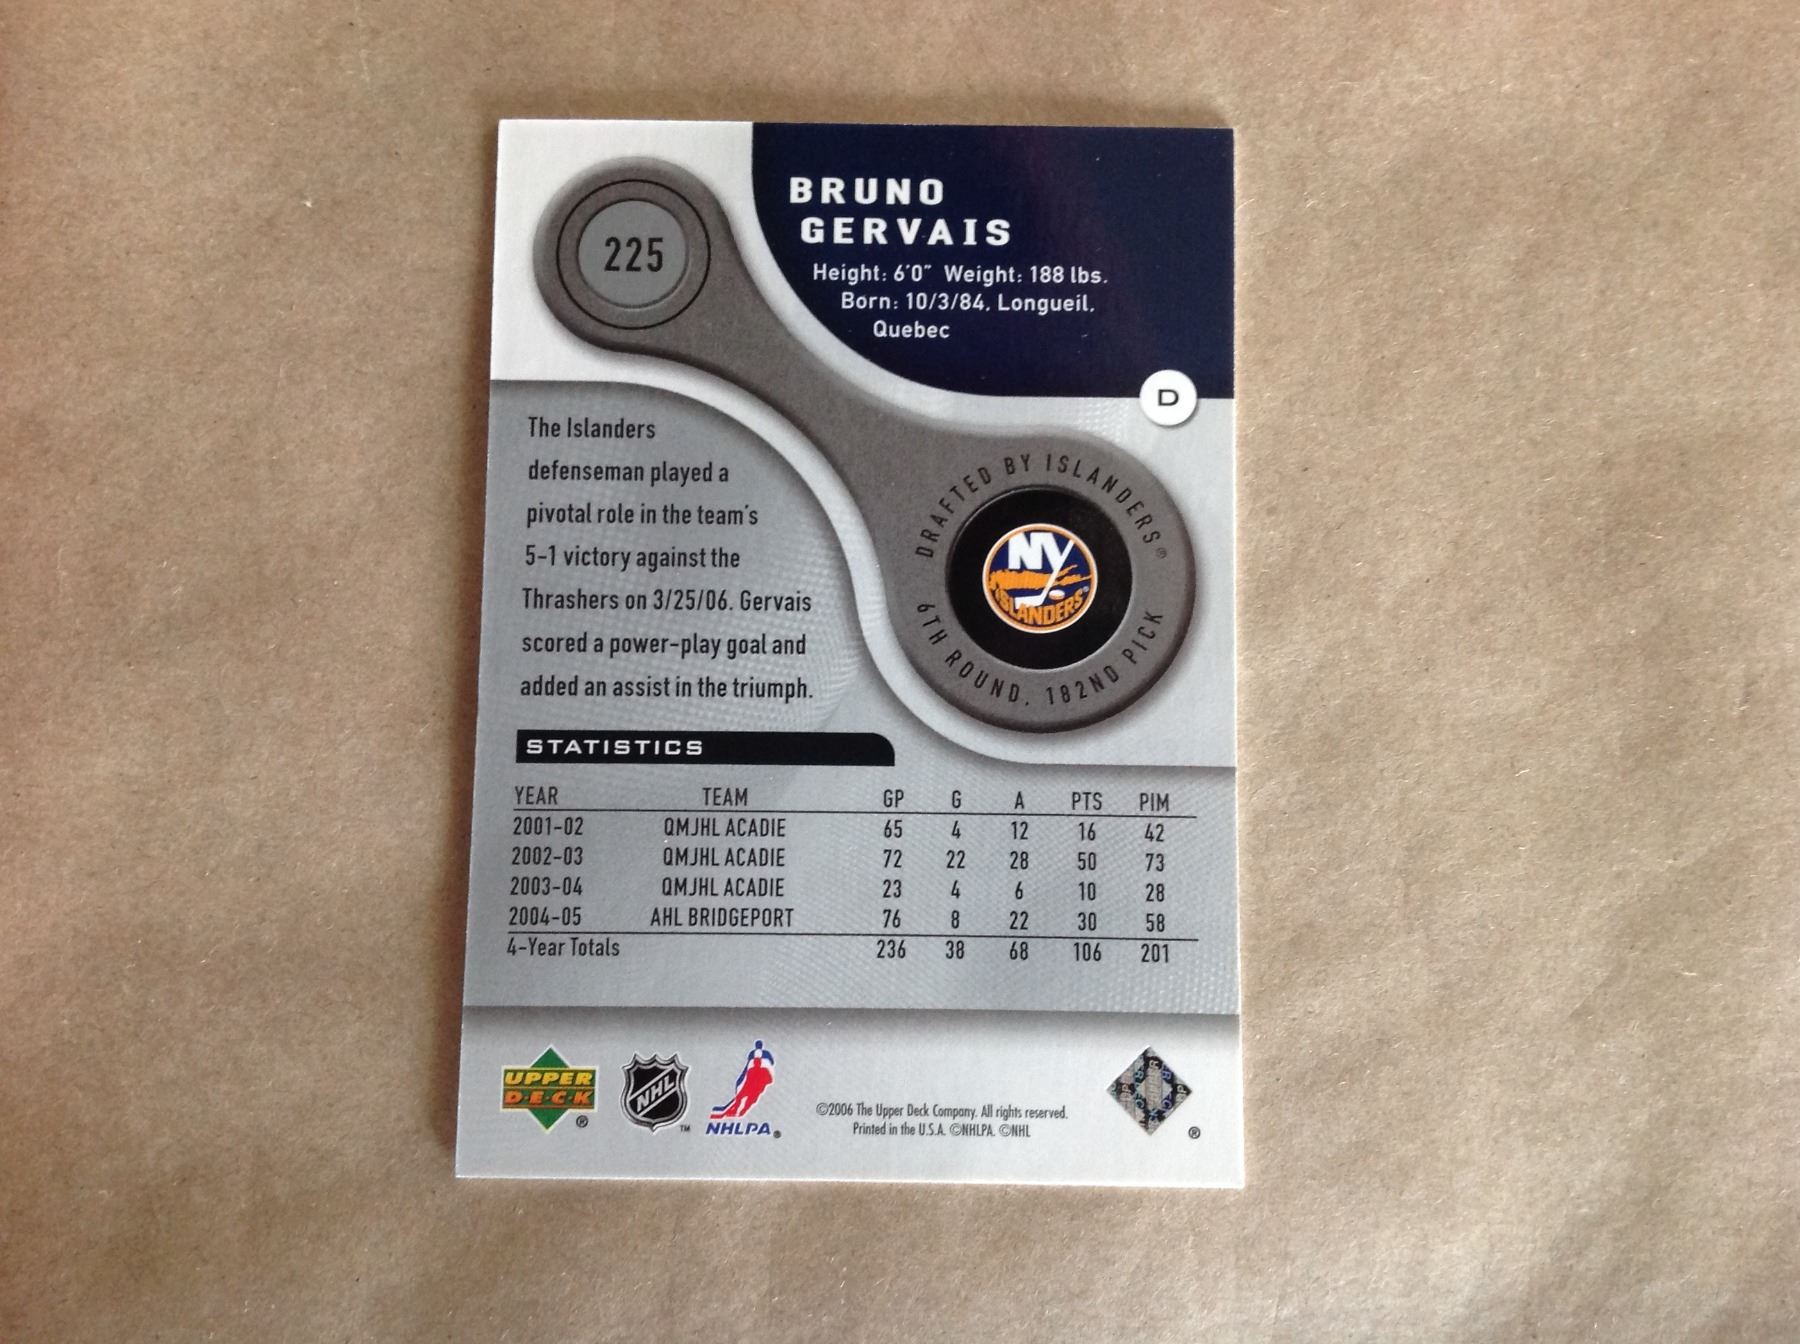 225
BRUNO
GERVAIS
Height: 6'0" Weight: 188 lbs.
Born: 10/3/84, Longueil,
Quebec
D
The Islanders
defenseman played a
pivotal role in the team's
5-1 victory against the
Thrashers on 3/25/06. Gervais
scored a power-play goal and
added an assist in the triumph.
DRAFTED BY ISLANDERS®
6TH ROUND, 182ND PICK
NY
ISLANDERS
STATISTICS
YEAR TEAM GP G A PTS PIM
2001-02 QMJHL ACADIE 65 4 12 16 42
2002-03 QMJHL ACADIE 72 22 28 50 73
2003-04 QMJHL ACADIE 23 4 6 10 28
2004-05 AHL BRIDGEPORT 76 8 22 30 58
4-Year Totals 236 38 68 106 201
UPPER
D·E·C·K
®
NHL
™
NHLPA®
©2006 The Upper Deck Company. All rights reserved.
Printed in the U.S.A. ©NHLPA. ©NHL
®